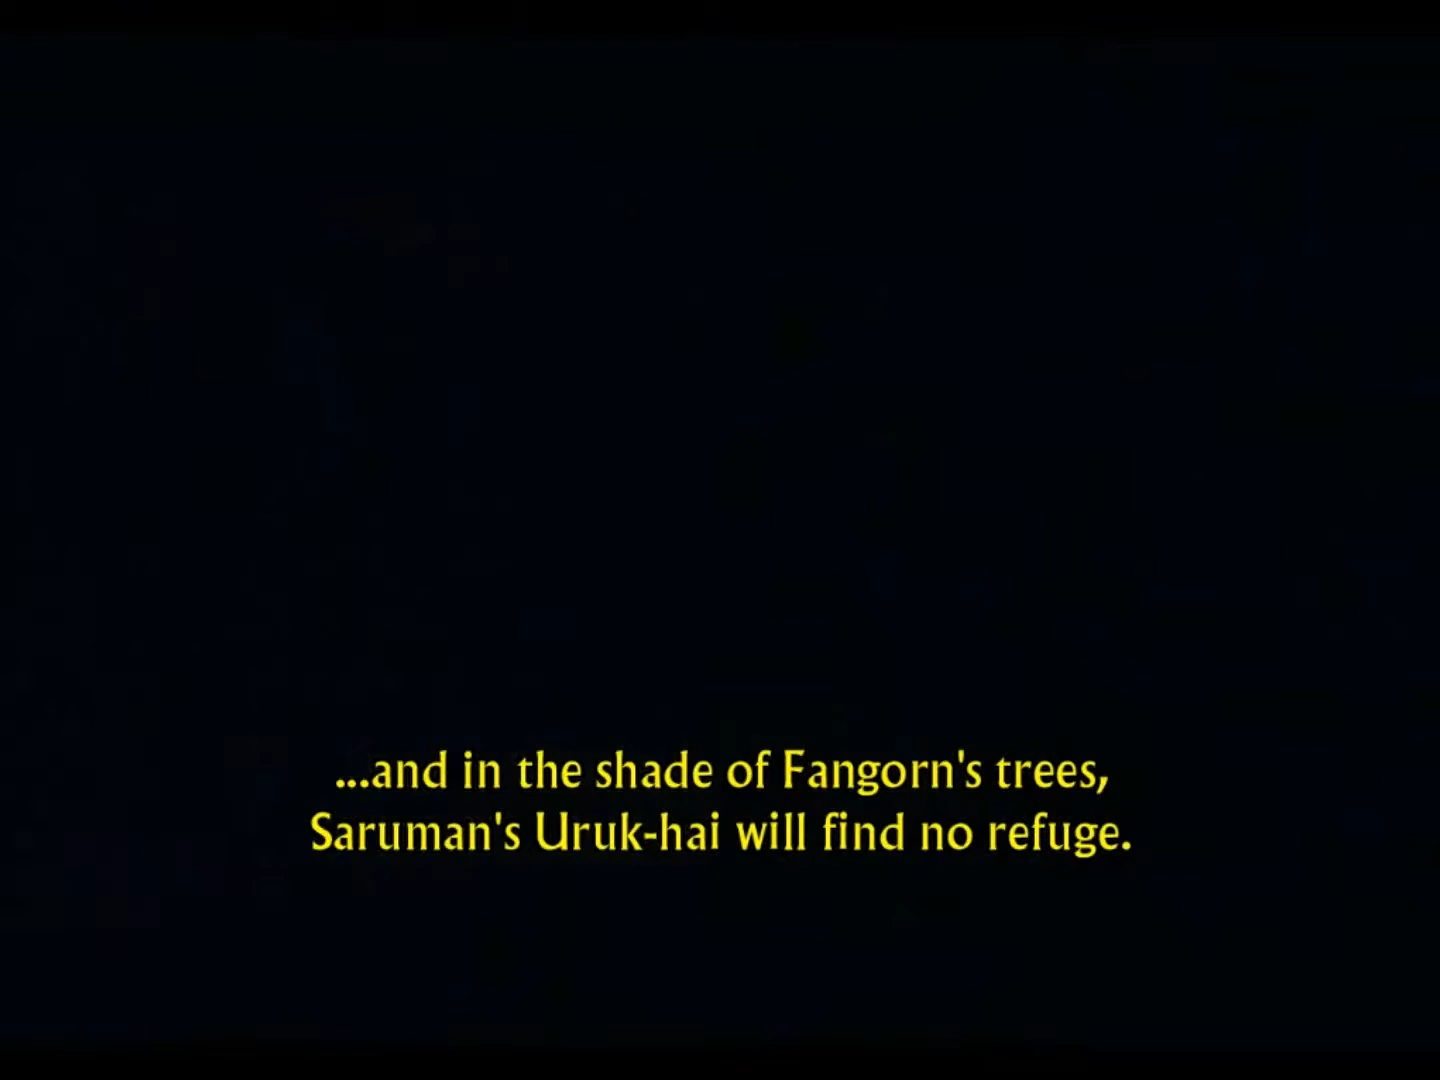 ...and in the shade of Fangorn's trees,
Saruman's Uruk-hai will find no refuge.